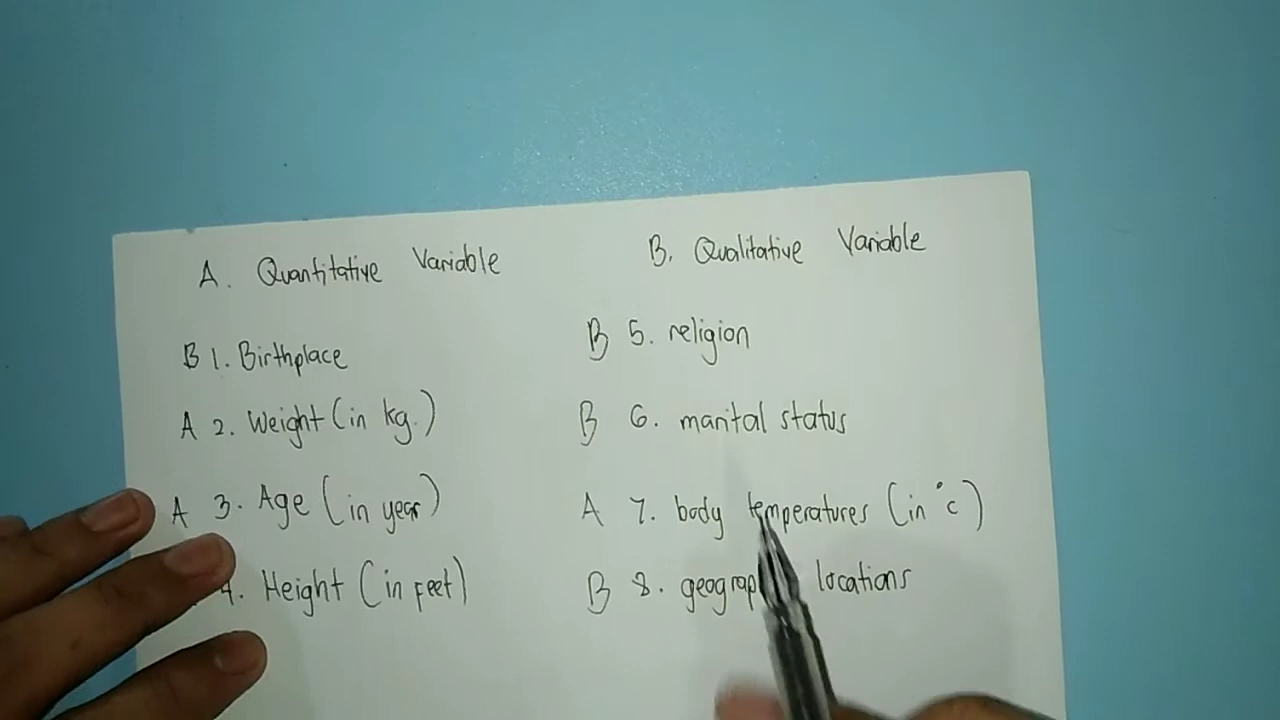 A. Quantitative Variable
B. Qualitative Variable
B 1. Birthplace
A 2. Weight (in kg.)
A 3. Age (in year)
4. Height (in feet)
B 5. religion
B 6. marital status
A 7. body temperatures (in °c)
B 8. locations